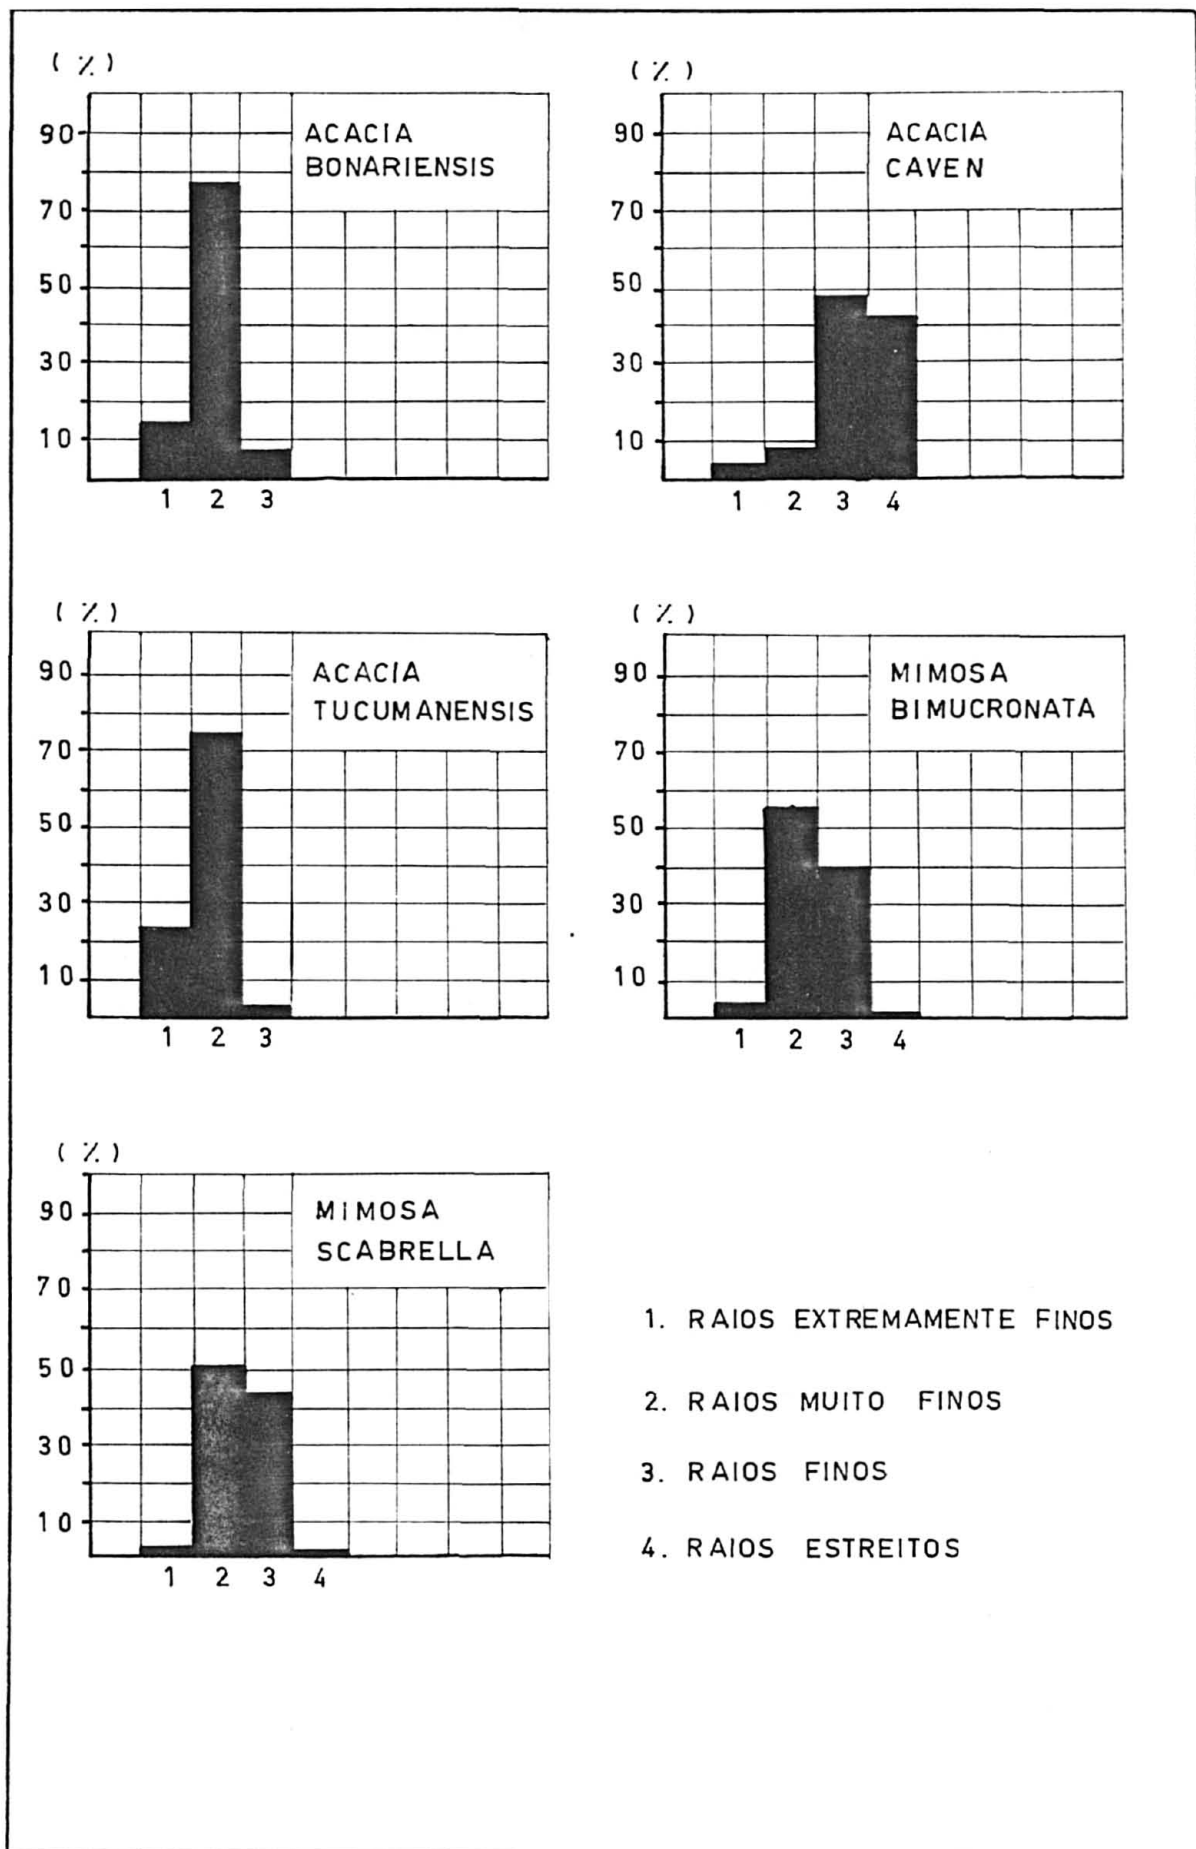 (%)
ACACIA
BONARIENSIS
90
70
50
30
10
1 2 3
(%)
ACACIA
CAVEN
90
70
50
30
10
1 2 3 4
(%)
ACACIA
TUCUMANENSIS
90
70
50
30
10
1 2 3
(%)
MIMOSA
BIMUCRONATA
90
70
50
30
10
1 2 3 4
(%)
MIMOSA
SCABRELLA
90
70
50
30
10
1 2 3 4
1. RAIOS EXTREMAMENTE FINOS
2. RAIOS MUITO FINOS
3. RAIOS FINOS
4. RAIOS ESTREITOS